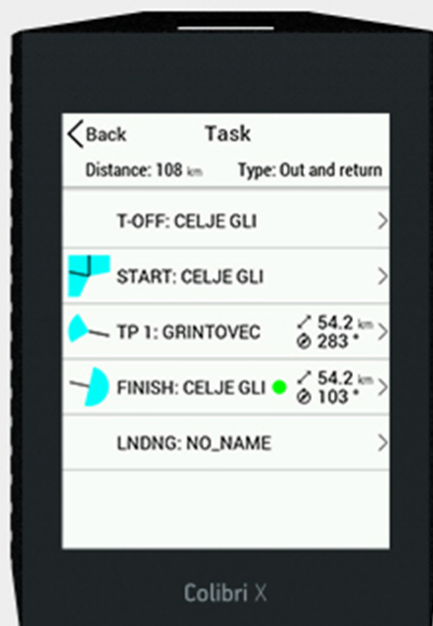 Back Task
Distance: 108 km Type: Out and return
T-OFF: CELJE GLI
START: CELJE GLI
TP 1: GRINTOVEC 54.2 km
283 °
FINISH: CELJE GLI 54.2 km
103 °
LNDNG: NO_NAME
Colibri X